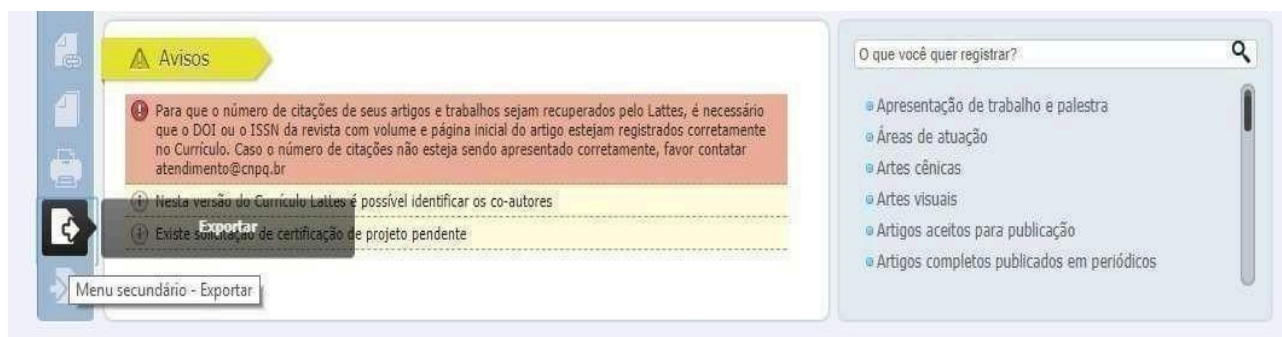 Avisos
Para que o número de citações de seus artigos e trabalhos sejam recuperados pelo Lattes, é necessário
que o DOI ou o ISSN da revista com volume e página inicial do artigo estejam registrados corretamente
no Currículo. Caso o número de citações não esteja sendo apresentado corretamente, favor contatar
atendimento@cnpq.br
Nesta versão do Currículo Lattes é possível identificar os co-autores
Existe solicitação de certificação de projeto pendente
Exportar
Menu secundário - Exportar
O que você quer registrar?
Apresentação de trabalho e palestra
Áreas de atuação
Artes cênicas
Artes visuais
Artigos aceitos para publicação
Artigos completos publicados em periódicos